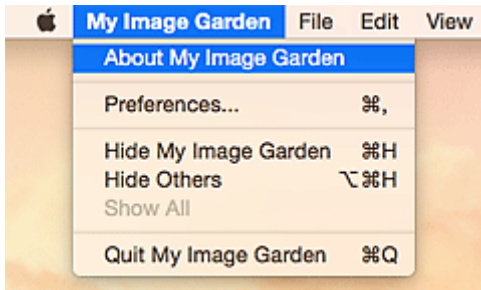 My Image Garden File Edit View
About My Image Garden
Preferences... ⌘,
Hide My Image Garden ⌘H
Hide Others ⌥⌘H
Show All
Quit My Image Garden ⌘Q